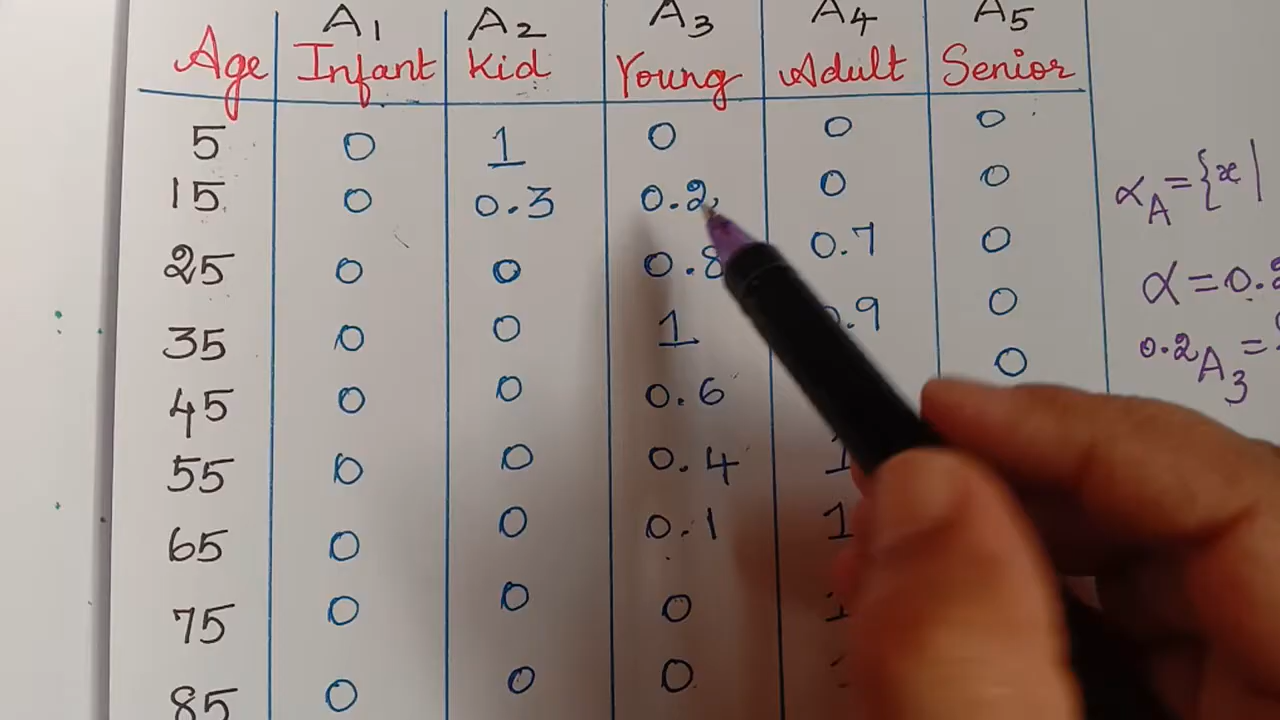 A1 A2 A3 A4 A5
Age Infant Kid Young Adult Senior
5 0 1 0 0 0
15 0 0.3 0.2 0 0
25 0 0 0.8 0.7 0
35 0 0 1 .9 0
45 0 0 0.6 0
55 0 0 0.4 1
65 0 0 0.1 1
75 0 0 0 1
85 0 0 0
αA = {x |
α = 0.2
0.2A3 = {